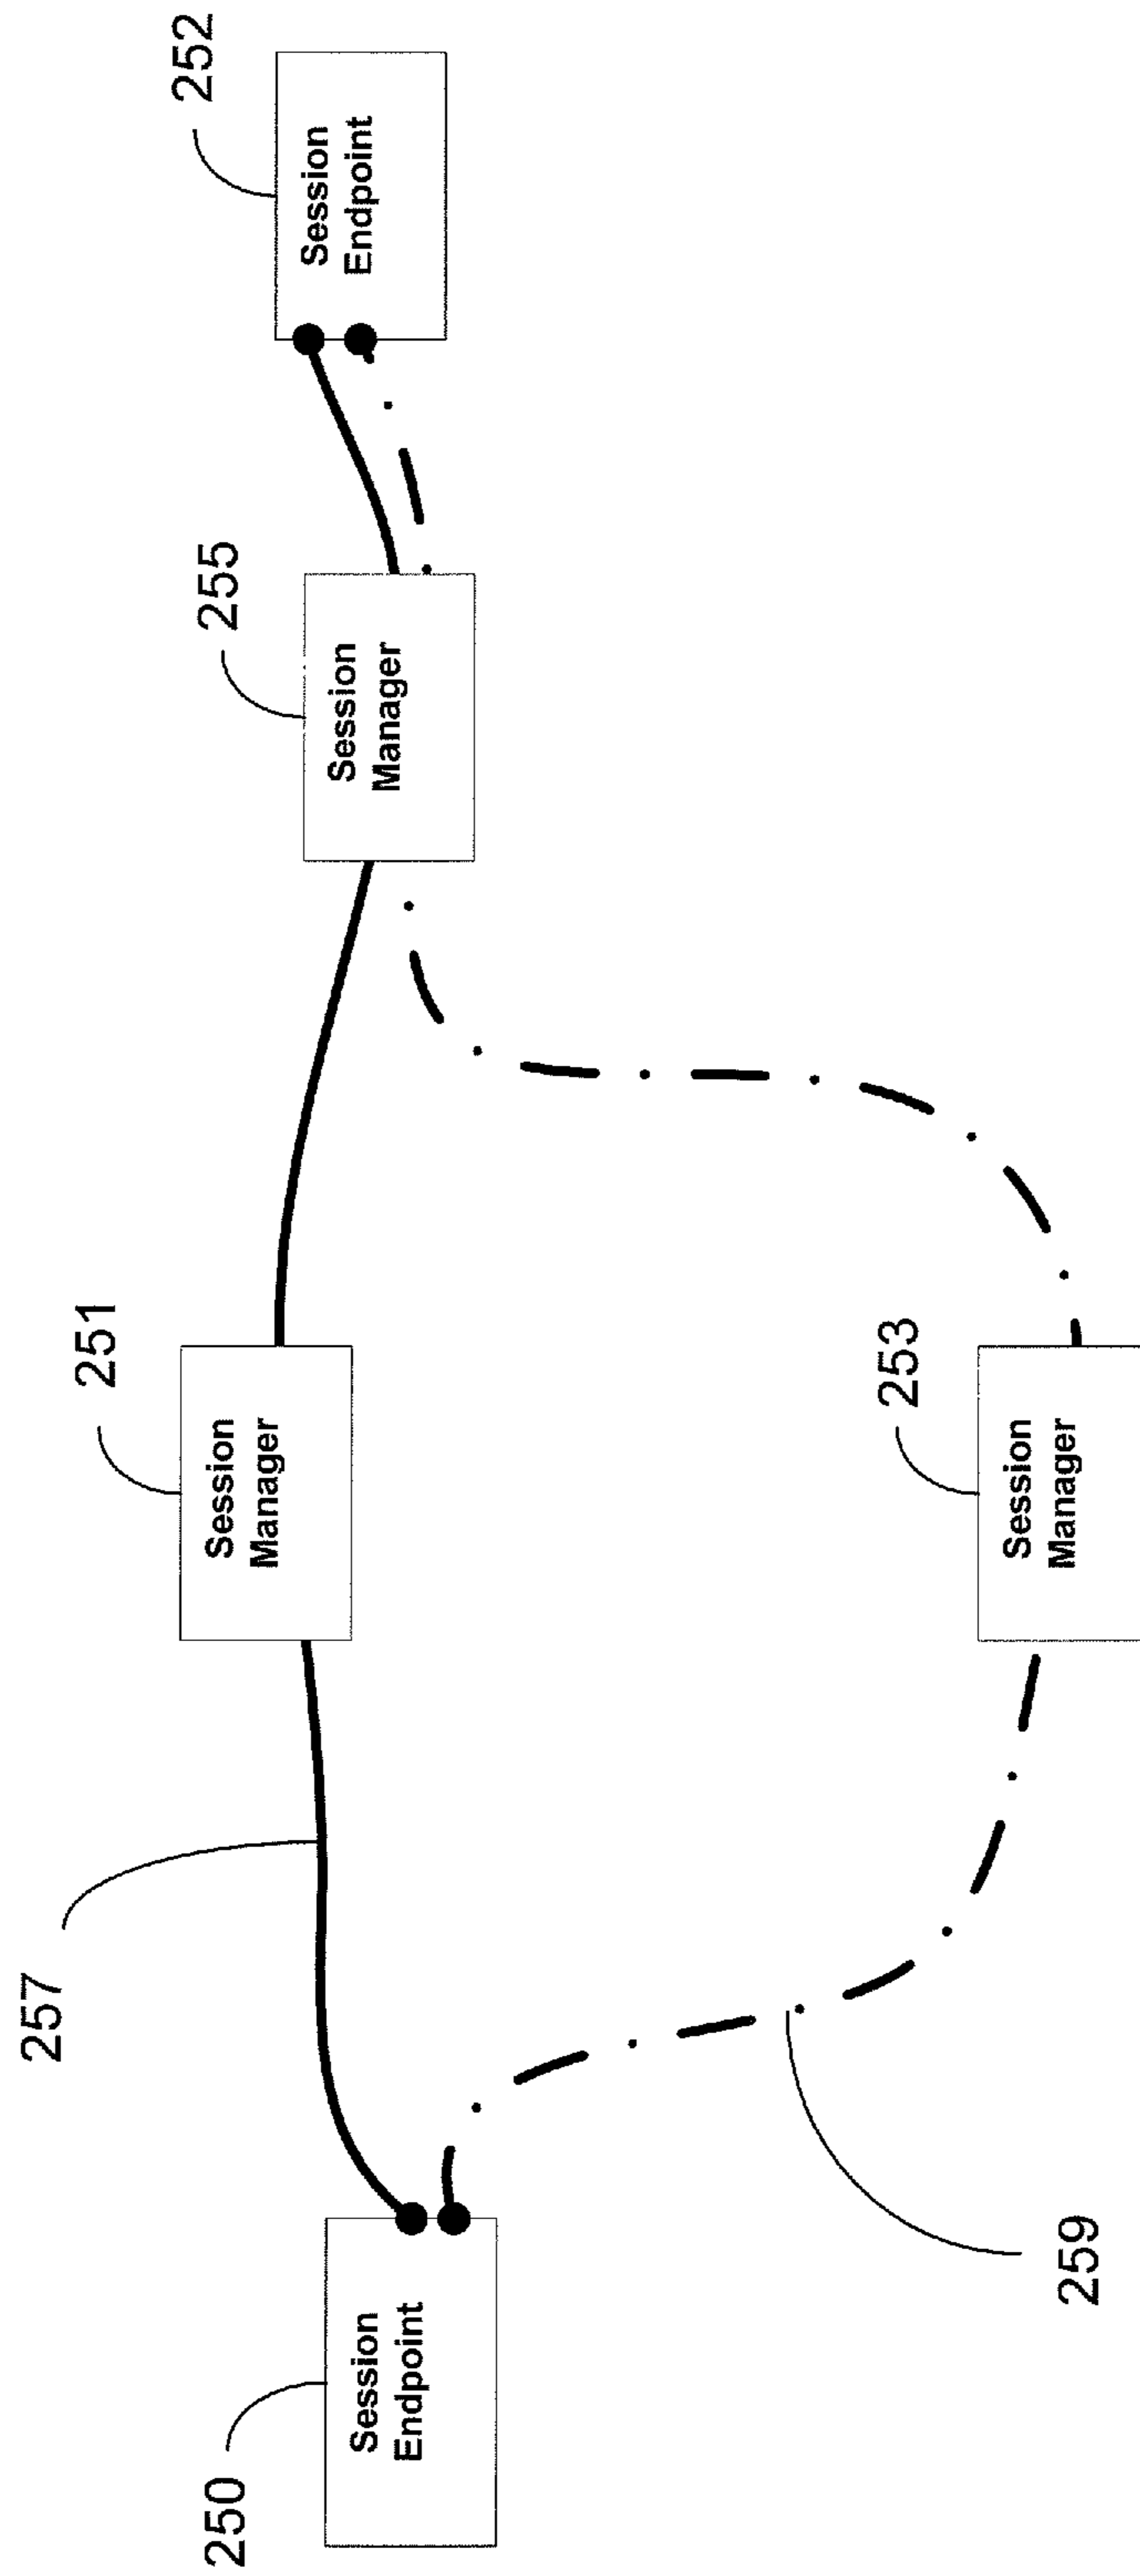 252
Session
Endpoint
255
Session
Manager
251
Session
Manager
253
Session
Manager
257
259
250
Session
Endpoint